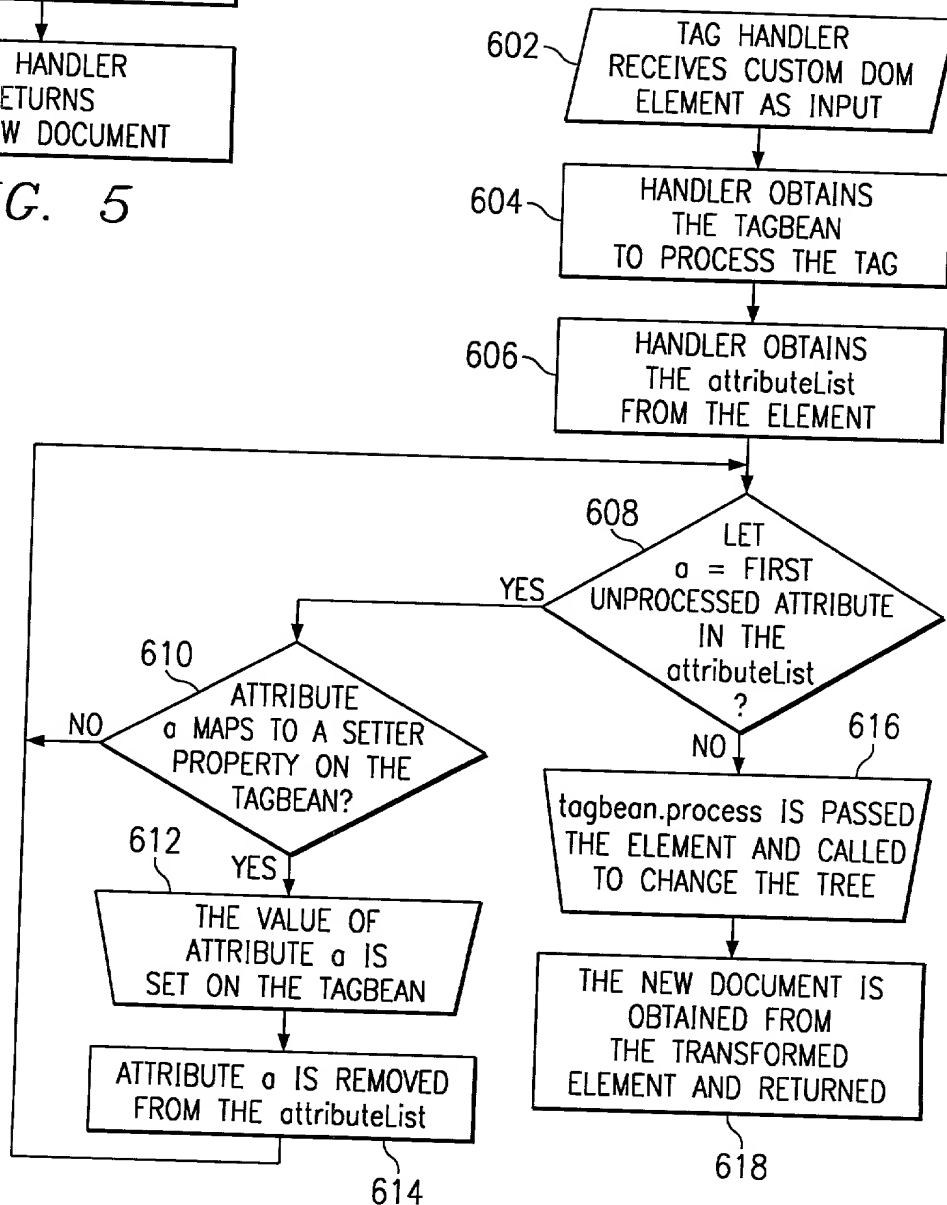 HANDLER
ETURNS
W DOCUMENT
G. 5
602
TAG HANDLER
RECEIVES CUSTOM DOM
ELEMENT AS INPUT
604
HANDLER OBTAINS
THE TAGBEAN
TO PROCESS THE TAG
606
HANDLER OBTAINS
THE attributeList
FROM THE ELEMENT
608
LET
a = FIRST
UNPROCESSED ATTRIBUTE
IN THE
attributeList
?
YES
NO
610
ATTRIBUTE
a MAPS TO A SETTER
PROPERTY ON THE
TAGBEAN?
NO
YES
612
THE VALUE OF
ATTRIBUTE a IS
SET ON THE TAGBEAN
ATTRIBUTE a IS REMOVED
FROM THE attributeList
614
616
tagbean.process IS PASSED
THE ELEMENT AND CALLED
TO CHANGE THE TREE
THE NEW DOCUMENT IS
OBTAINED FROM
THE TRANSFORMED
ELEMENT AND RETURNED
618